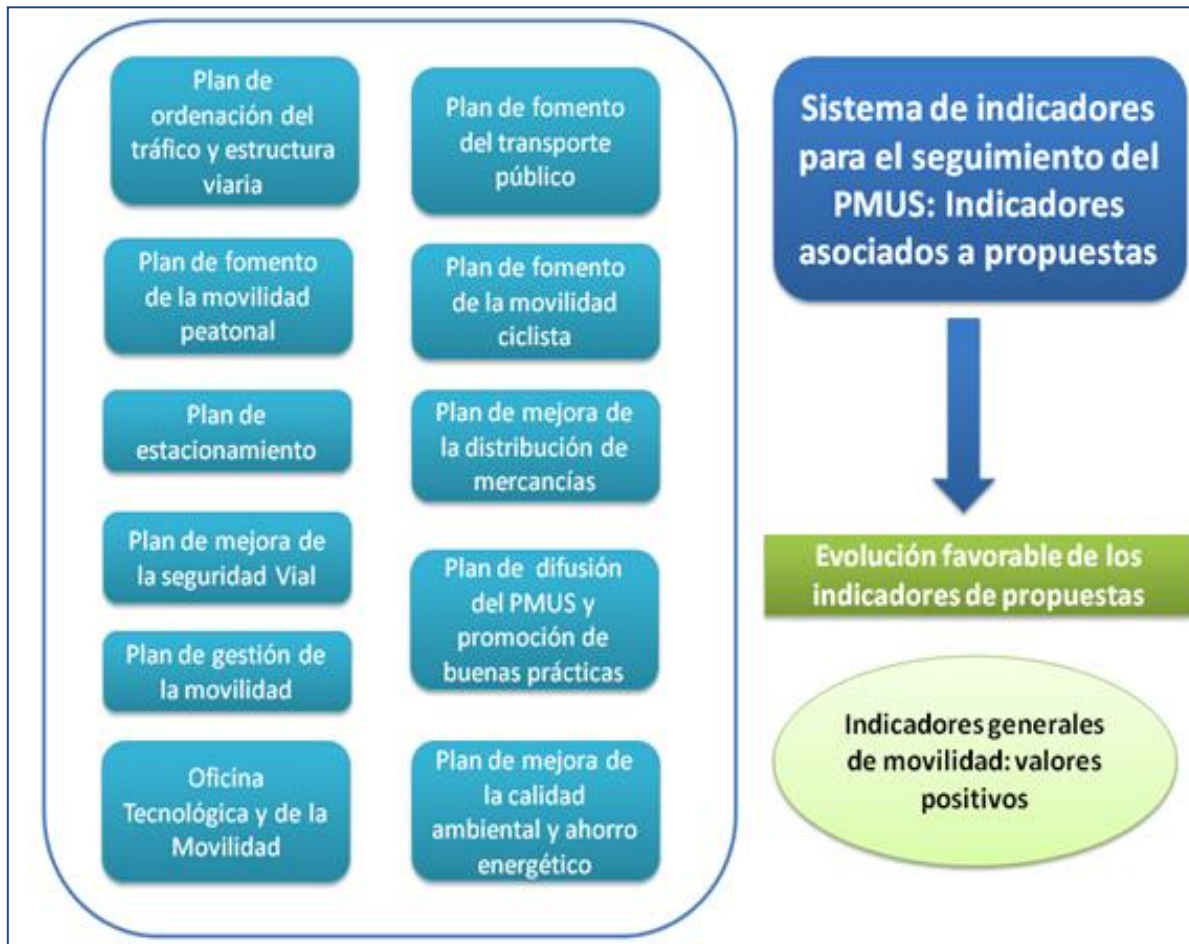 Plan de
ordenación del
tráfico y estructura
viaria
Plan de fomento
de la movilidad
peatonal
Plan de
estacionamiento
Plan de mejora de
la seguridad Vial
Plan de gestión de
la movilidad
Oficina
Tecnológica y de la
Movilidad
Plan de fomento
del transporte
público
Plan de fomento
de la movilidad
ciclista
Plan de mejora de
la distribución de
mercancías
Plan de difusión
del PMUS y
promoción de
buenas prácticas
Plan de mejora de
la calidad
ambiental y ahorro
energético
Sistema de indicadores
para el seguimiento del
PMUS: Indicadores
asociados a propuestas
Evolución favorable de los
indicadores de propuestas
Indicadores generales
de movilidad: valores
positivos